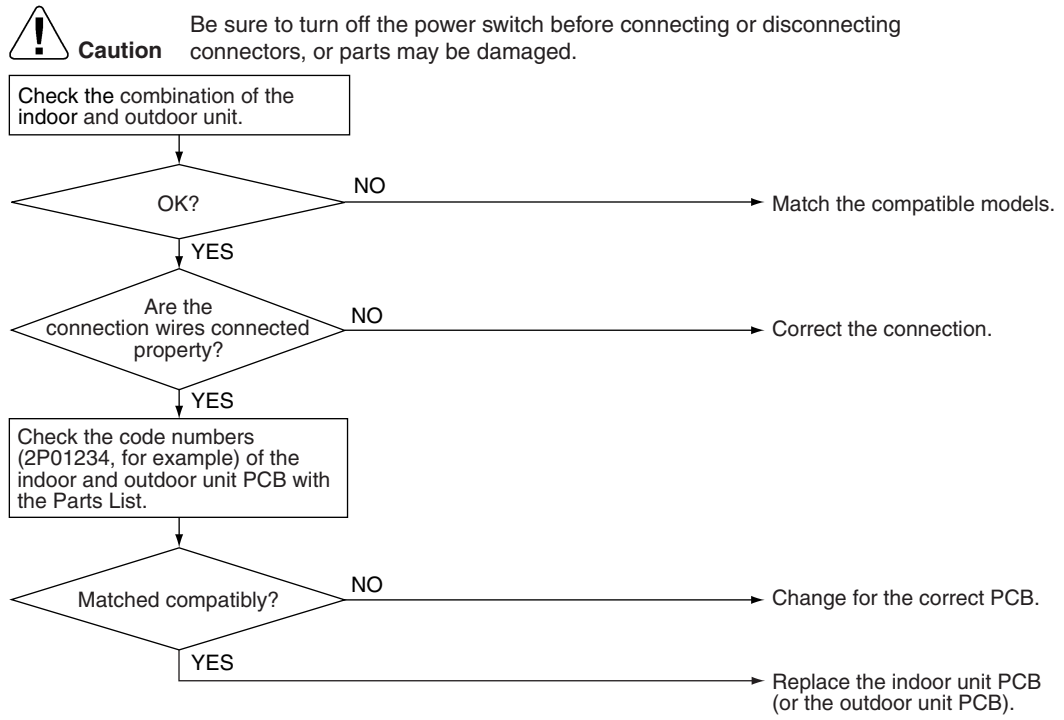 Be sure to turn off the power switch before connecting or disconnecting
Caution connectors, or parts may be damaged.
Check the combination of the
indoor and outdoor unit.
OK?
NO
Match the compatible models.
YES
Are the
connection wires connected
property?
NO
Correct the connection.
YES
Check the code numbers
(2P01234, for example) of the
indoor and outdoor unit PCB with
the Parts List.
Matched compatibly?
NO
Change for the correct PCB.
YES
Replace the indoor unit PCB
(or the outdoor unit PCB).